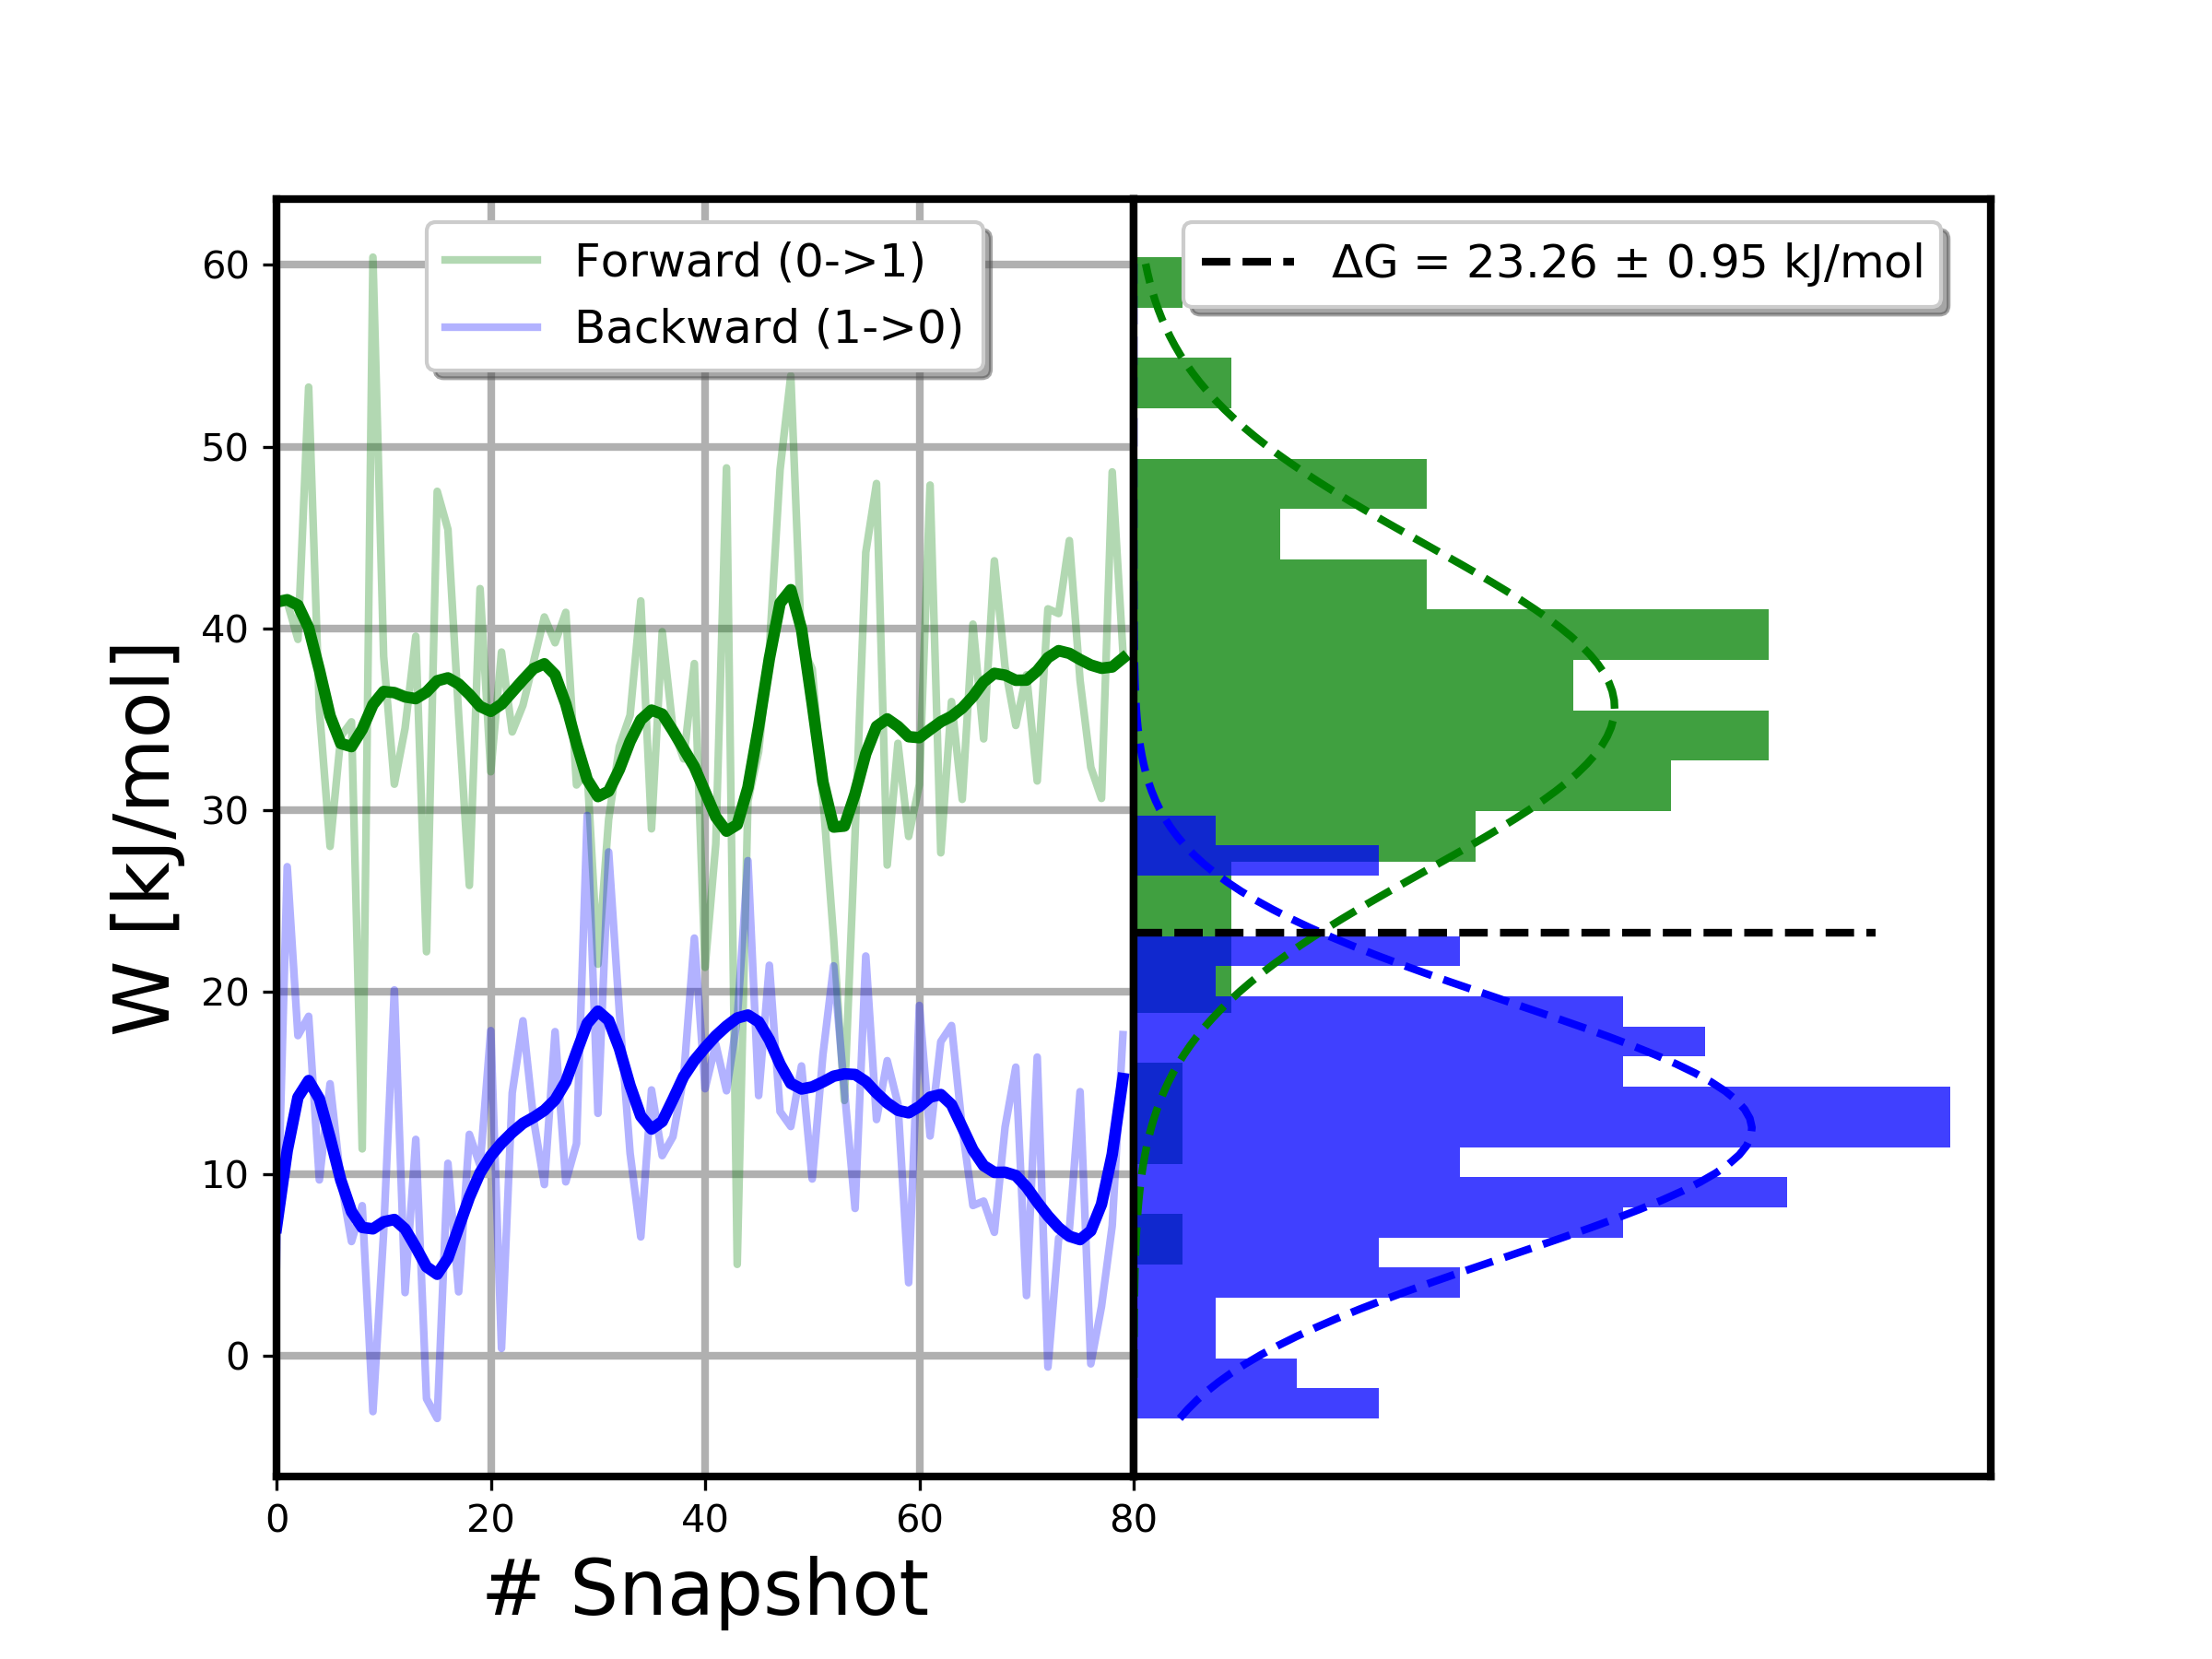 Forward (0->1)
Backward (1->0)
ΔG = 23.26 ± 0.95 kJ/mol
60
50
40
30
20
10
0
W [kJ/mol]
0 20 40 60 80
# Snapshot